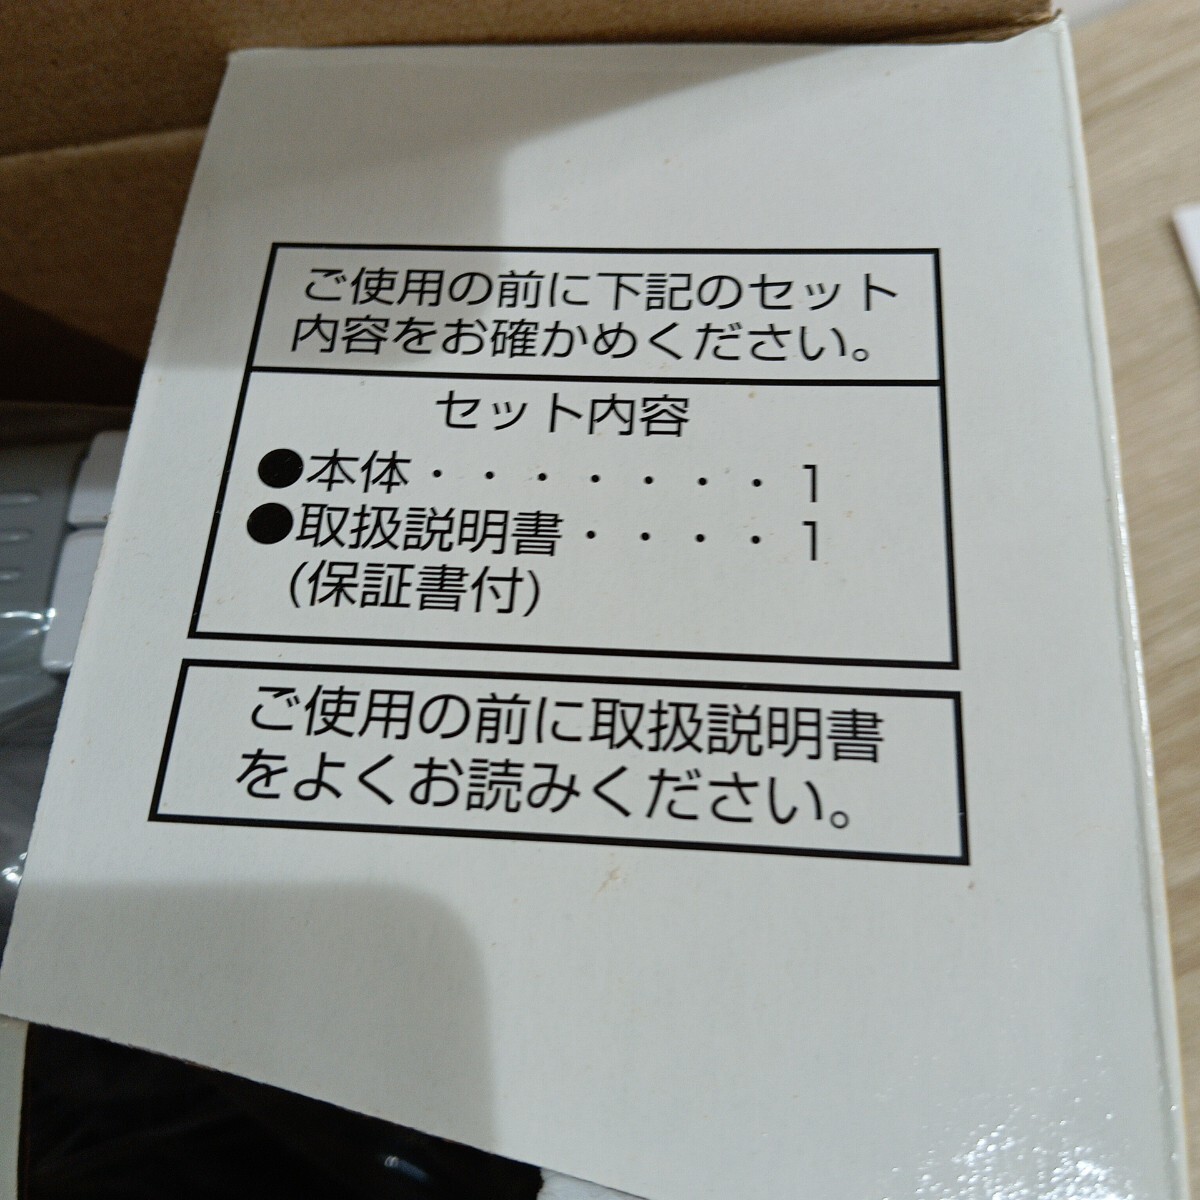 ご使用の前に下記のセット
内容をお確かめください。
セット内容
●本体・・・・・・・1
●取扱説明書・・・・1
(保証書付)
ご使用の前に取扱説明書
をよくお読みください。